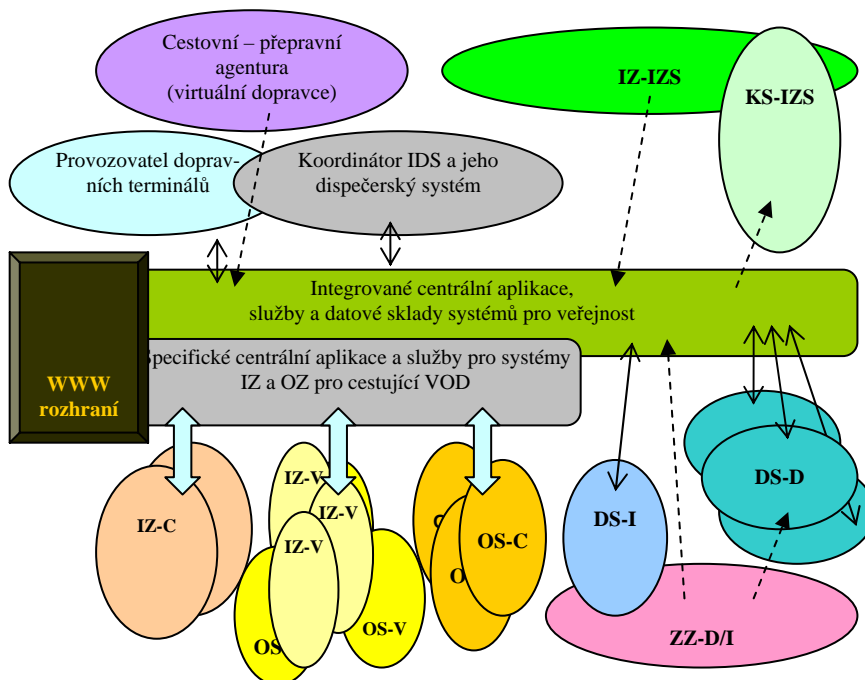 Cestovní – přepravní
agentura
(virtuální dopravce)
IZ-IZS
KS-IZS
Provozovatel doprav-
ních terminálů
Koordinátor IDS a jeho
dispečerský systém
Integrované centrální aplikace,
služby a datové sklady systémů pro veřejnost
WWW
rozhraní
Specifické centrální aplikace a služby pro systémy
IZ a OZ pro cestující VOD
IZ-C
IZ-V
IZ-V
IZ-V
OS-V
OS-C
DS-I
DS-D
ZZ-D/I